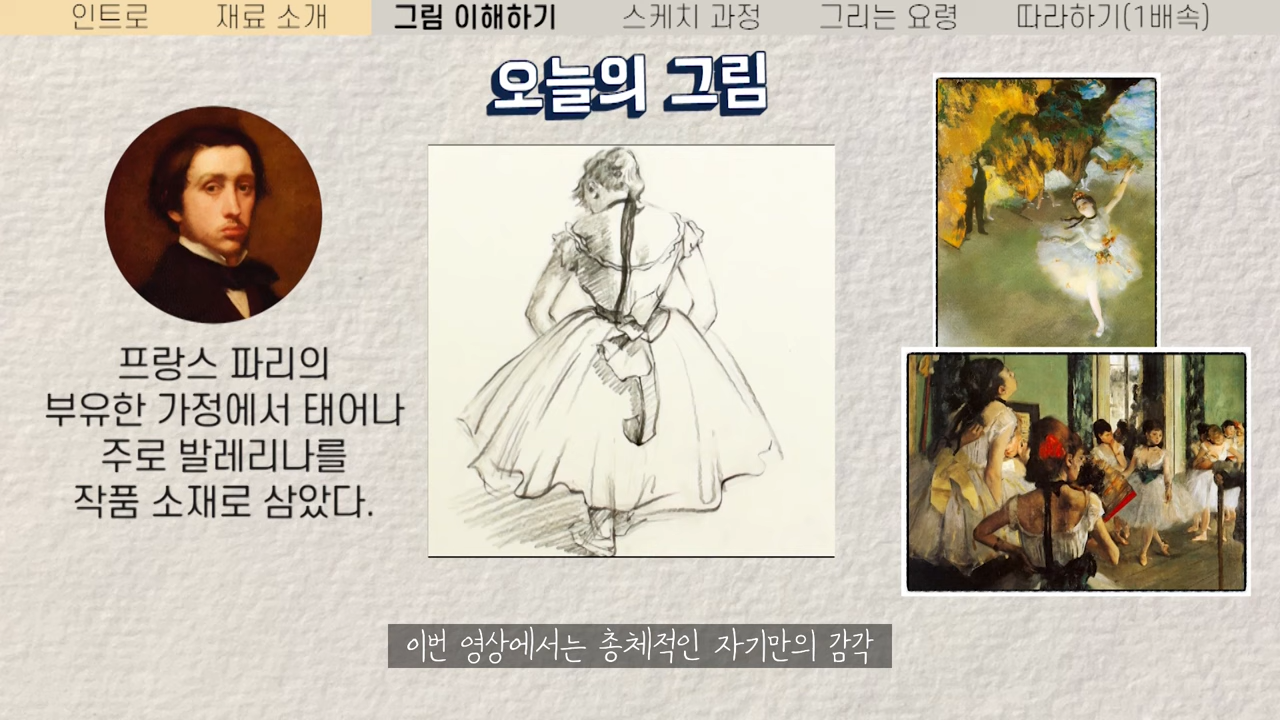 인트로 재료 소개 그림 이해하기 스케치 과정 그리는 요령 따라하기(1배속)
오늘의 그림
프랑스 파리의
부유한 가정에서 태어나
주로 발레리나를
작품 소재로 삼았다.
이번 영상에서는 총체적인 자기만의 감각